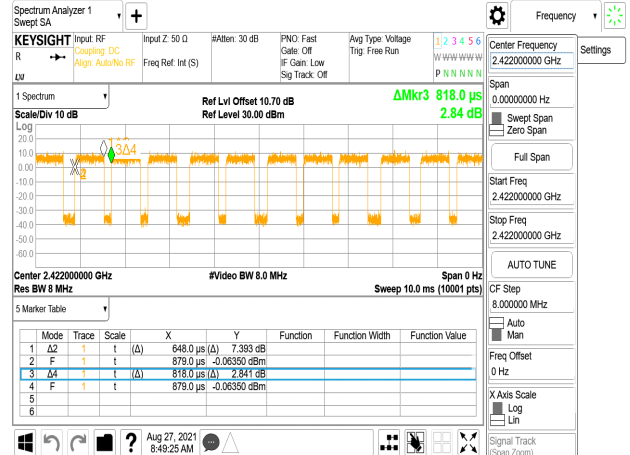 Spectrum Analyzer 1
Swept SA
Frequency
KEYSIGHT
R
Input: RF
Coupling: DC
Align: Auto/No RF
Input Z: 50 Ω
Freq Ref: Int (S)
#Atten: 30 dB
PNO: Fast
Gate: Off
IF Gain: Low
Sig Track: Off
Avg Type: Voltage
Trig: Free Run
1 2 3 4 5 6
W W W W W W
P N N N N N
1 Spectrum
Scale/Div 10 dB
Ref Lvl Offset 10.70 dB
Ref Level 30.00 dBm
ΔMkr3 818.0 µs
2.84 dB
Log
20.0
10.0
0.00
-10.0
-20.0
-30.0
-40.0
-50.0
-60.0
3Δ4
2
Center 2.422000000 GHz
Res BW 8 MHz
#Video BW 8.0 MHz
Span 0 Hz
Sweep 10.0 ms (10001 pts)
5 Marker Table
Mode Trace Scale X Y Function Function Width Function Value
1 Δ2 1 t (Δ) 648.0 µs (Δ) 7.393 dB
2 F 1 t 879.0 µs -0.06350 dBm
3 Δ4 1 t (Δ) 818.0 µs (Δ) 2.841 dB
4 F 1 t 879.0 µs -0.06350 dBm
5
6
?
Aug 27, 2021
8:49:25 AM
Center Frequency
2.422000000 GHz
Settings
Span
0.00000000 Hz
Swept Span
Zero Span
Full Span
Start Freq
2.422000000 GHz
Stop Freq
2.422000000 GHz
AUTO TUNE
CF Step
8.000000 MHz
Auto
Man
Freq Offset
0 Hz
X Axis Scale
Log
Lin
Signal Track
(Span Zoom)